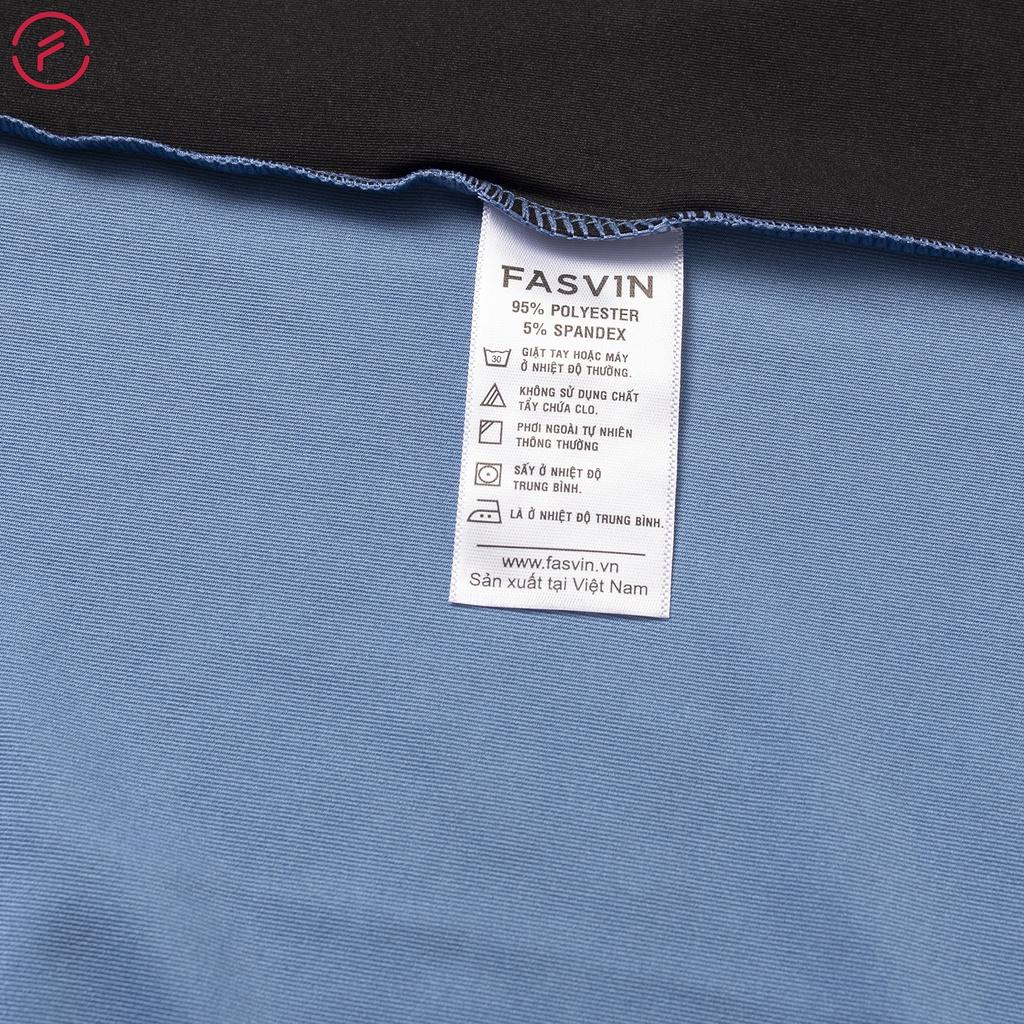 FASVIN
95% POLYESTER
5% SPANDEX
30
GIẶT TAY HOẶC MÁY
Ở NHIỆT ĐỘ THƯỜNG.
KHÔNG SỬ DỤNG CHẤT
TẨY CHỨA CLO.
PHƠI NGOÀI TỰ NHIÊN
THÔNG THƯỜNG
SẤY Ở NHIỆT ĐỘ
TRUNG BÌNH.
LÀ Ở NHIỆT ĐỘ TRUNG BÌNH.
www.fasvin.vn
Sản xuất tại Việt Nam